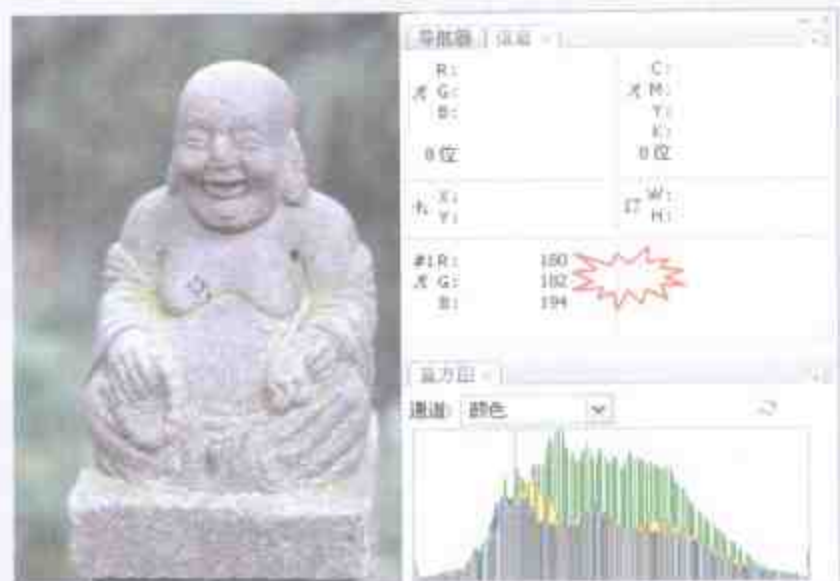 导航器 信息 ×
R: C:
G: M:
B: Y:
K:
8 位 8 位
X: W:
Y: H:
#1 R: 180
G: 182
B: 194
直方图 ×
通道: 颜色